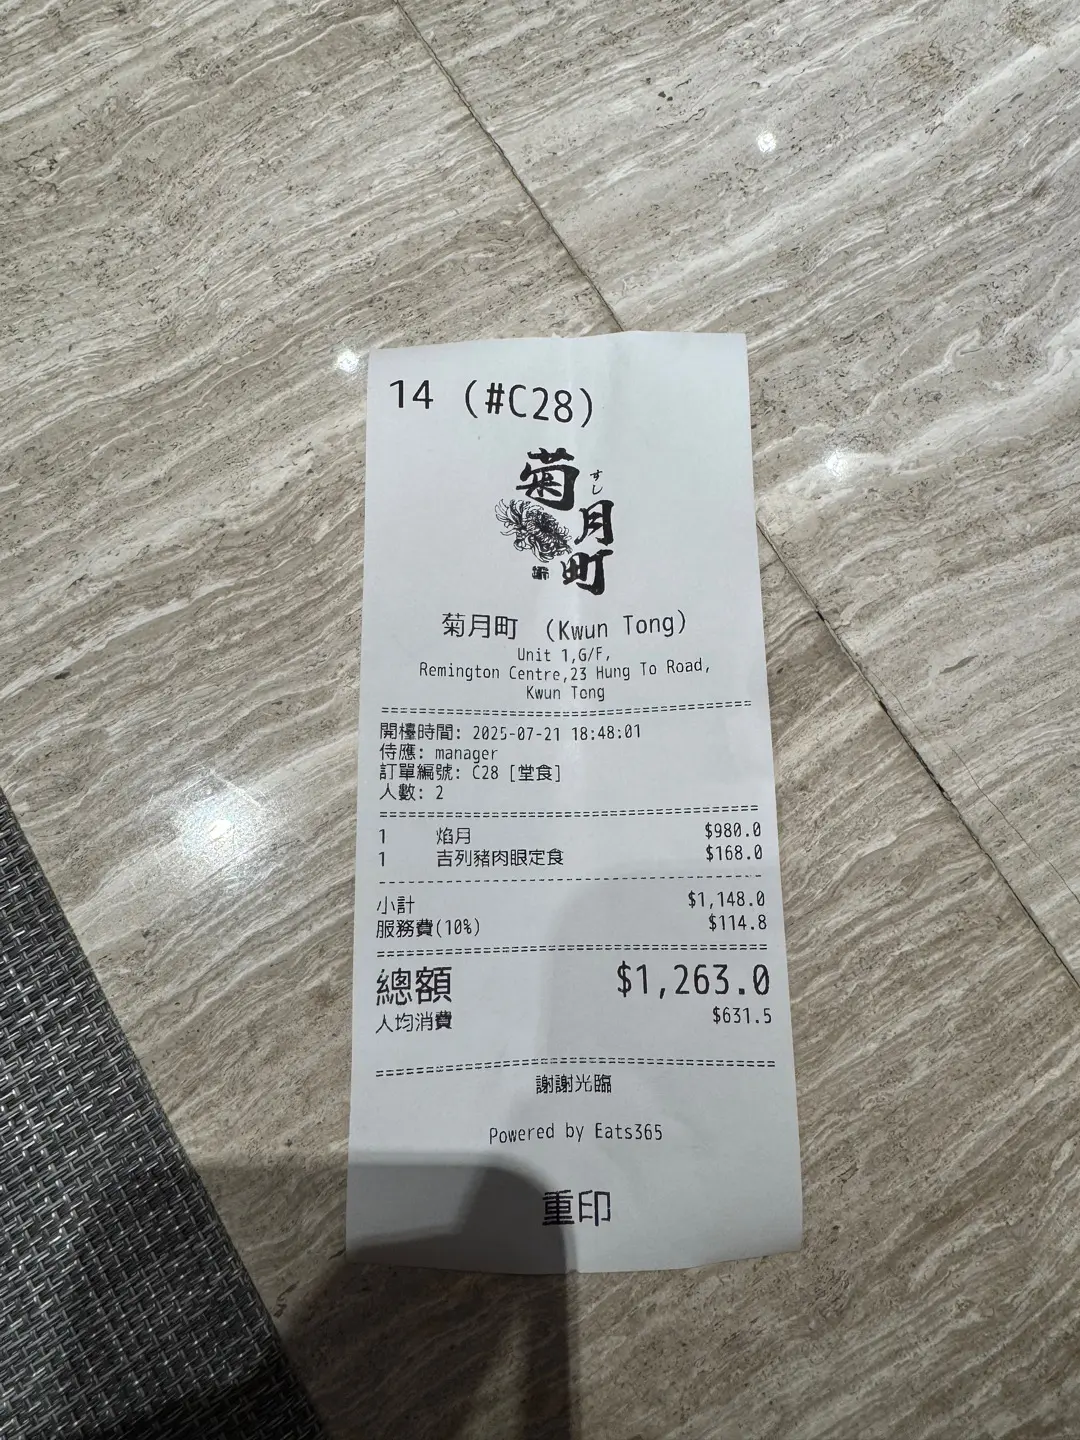 14 (#C28)
菊
すし
月
町
菊月町 (Kwun Tong)
Unit 1,G/F,
Remington Centre,23 Hung To Road,
Kwun Tong
開檯時間: 2025-07-21 18:48:01
侍應: manager
訂單編號: C28 [堂食]
人數: 2
1 焰月 $980.0
1 吉列豬肉眼定食 $168.0
小計 $1,148.0
服務費(10%) $114.8
總額 $1,263.0
人均消費 $631.5
謝謝光臨
Powered by Eats365
重印